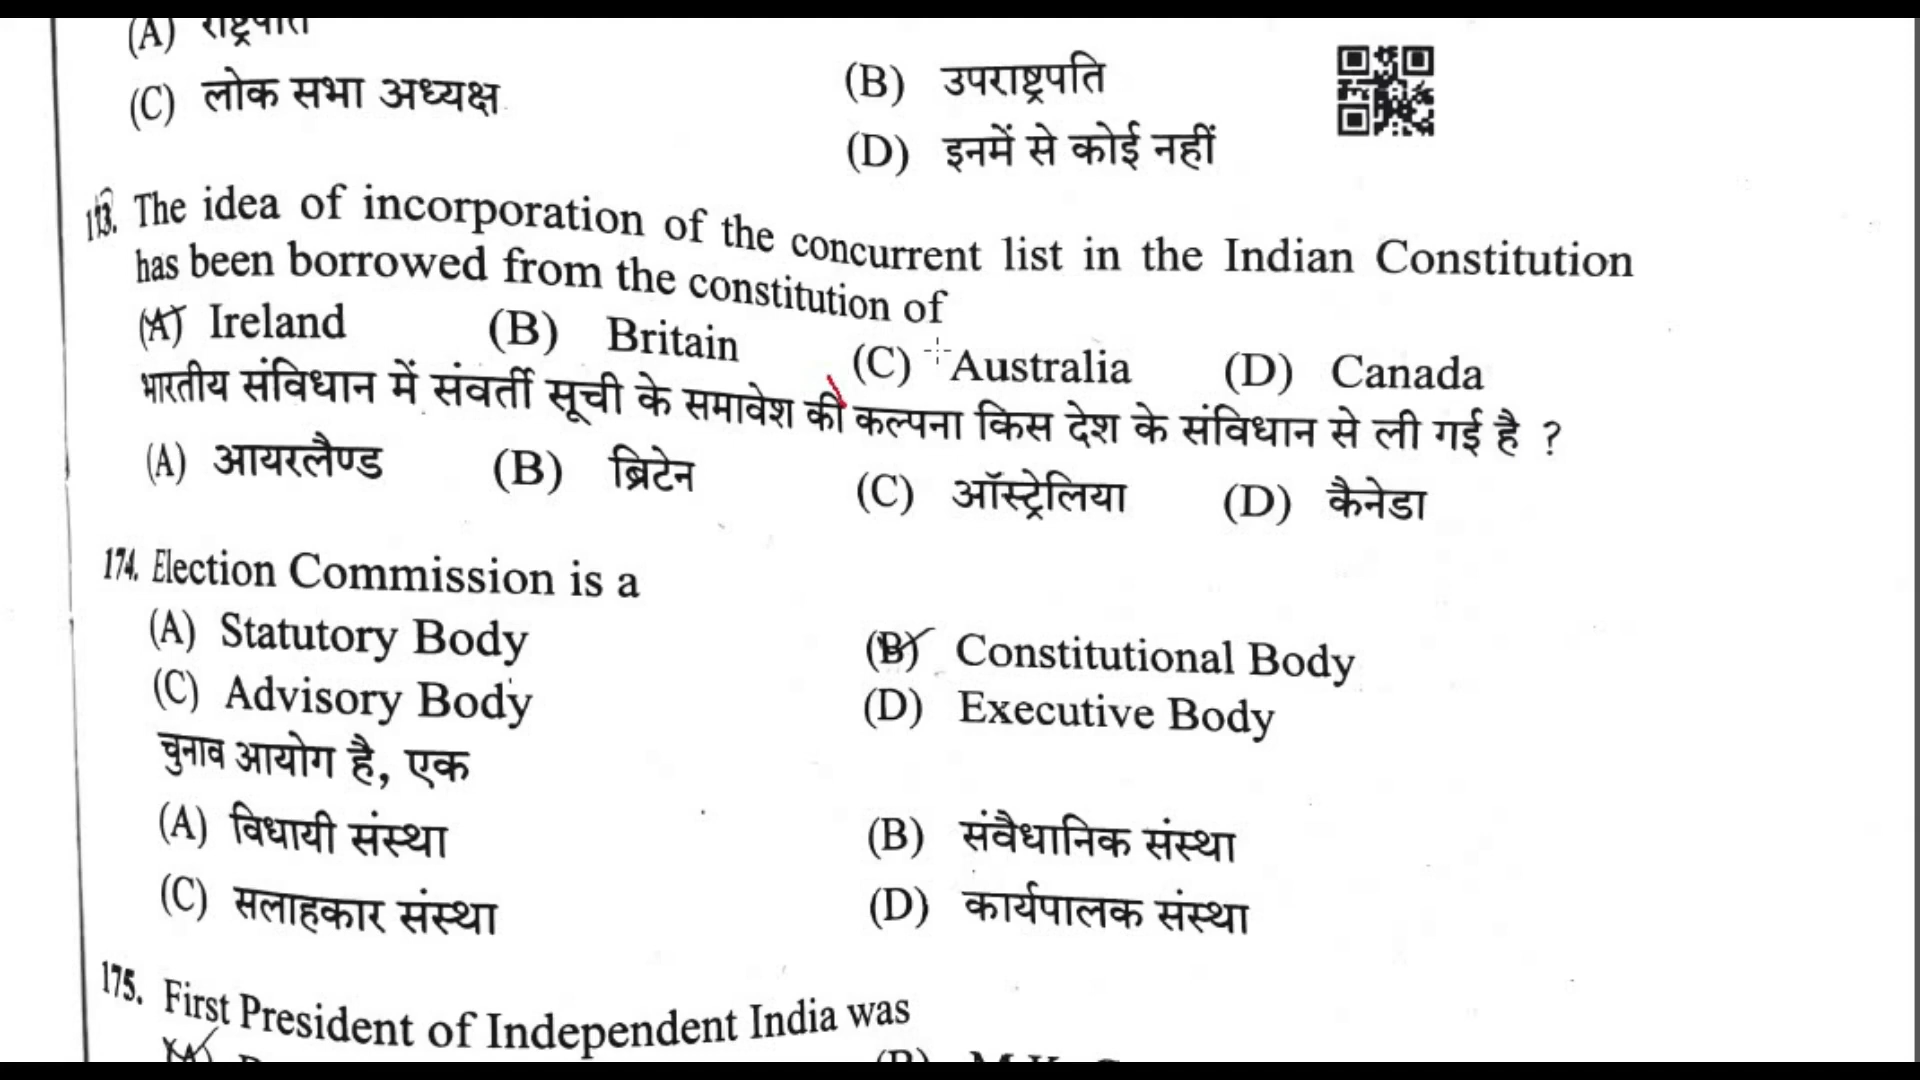 (A) राष्ट्रपति
(B) उपराष्ट्रपति
(C) लोक सभा अध्यक्ष
(D) इनमें से कोई नहीं
173. The idea of incorporation of the concurrent list in the Indian Constitution
has been borrowed from the constitution of
(A) Ireland (B) Britain (C) Australia (D) Canada
भारतीय संविधान में संवर्ती सूची के समावेश की कल्पना किस देश के संविधान से ली गई है ?
(A) आयरलैण्ड (B) ब्रिटेन (C) ऑस्ट्रेलिया (D) कैनेडा
174. Election Commission is a
(A) Statutory Body (B) Constitutional Body
(C) Advisory Body (D) Executive Body
चुनाव आयोग है, एक
(A) विधायी संस्था (B) संवैधानिक संस्था
(C) सलाहकार संस्था (D) कार्यपालक संस्था
175. First President of Independent India was
(A) (B)